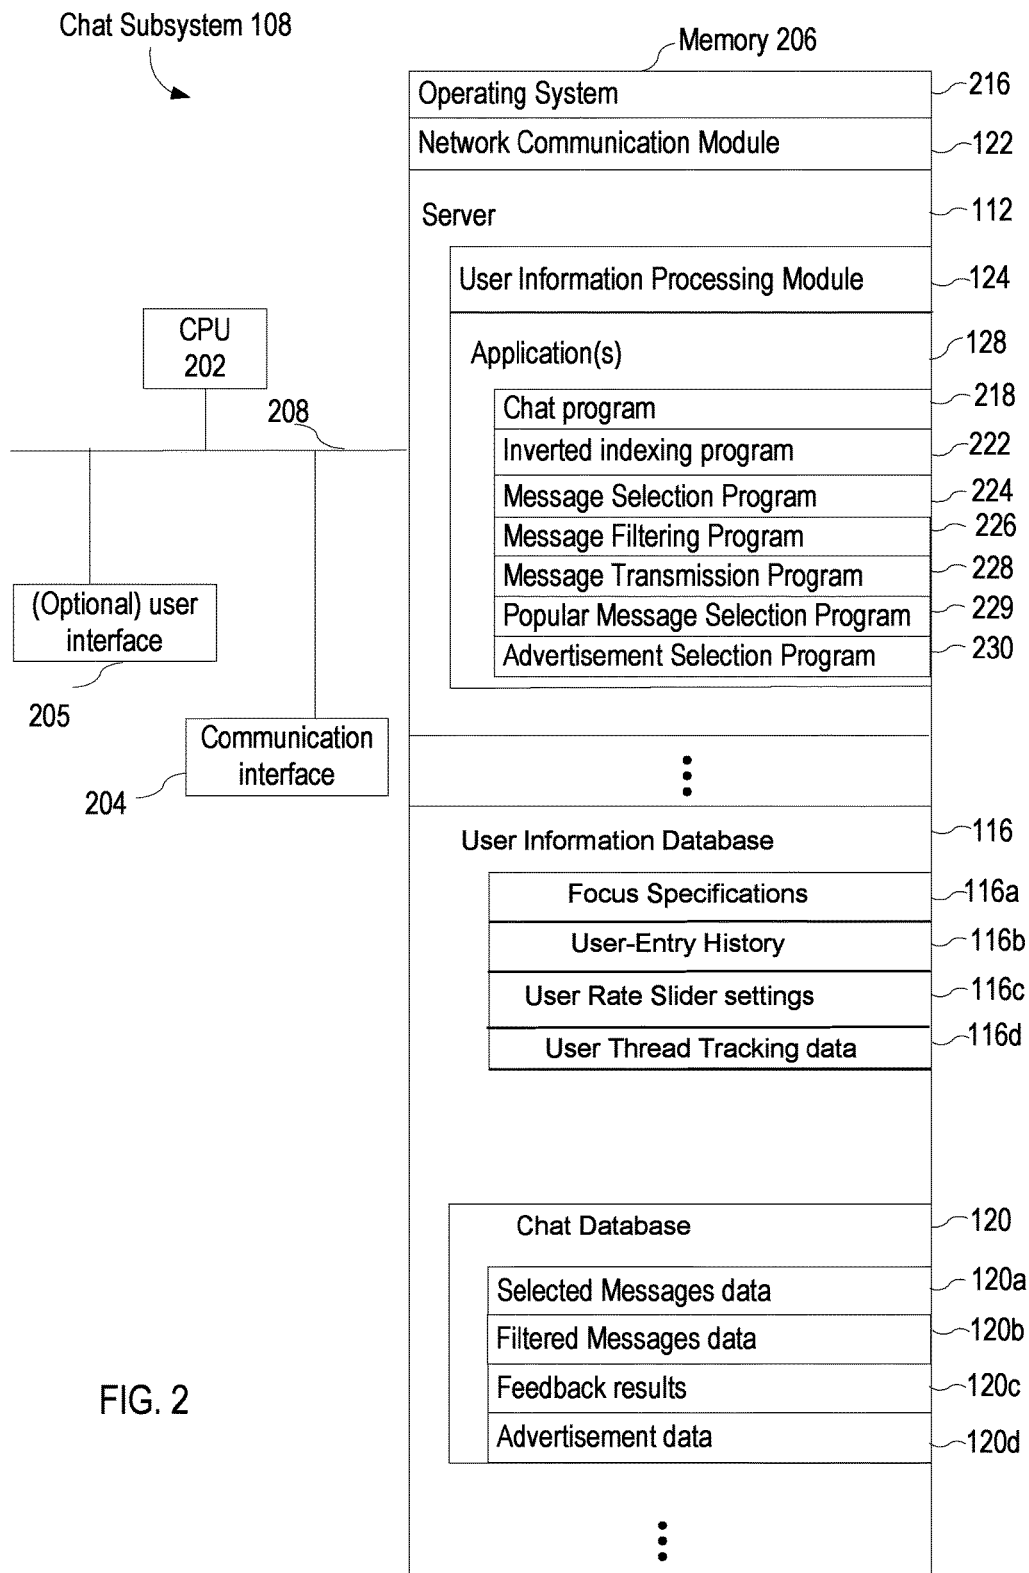 Chat Subsystem 108
Memory 206
Operating System
216
Network Communication Module
122
Server
112
User Information Processing Module
124
Application(s)
128
Chat program
218
Inverted indexing program
222
Message Selection Program
224
Message Filtering Program
226
Message Transmission Program
228
Popular Message Selection Program
229
Advertisement Selection Program
230
CPU
202
208
(Optional) user
interface
205
Communication
interface
204
User Information Database
116
Focus Specifications
116a
User-Entry History
116b
User Rate Slider settings
116c
User Thread Tracking data
116d
Chat Database
120
Selected Messages data
120a
Filtered Messages data
120b
Feedback results
120c
Advertisement data
120d
FIG. 2